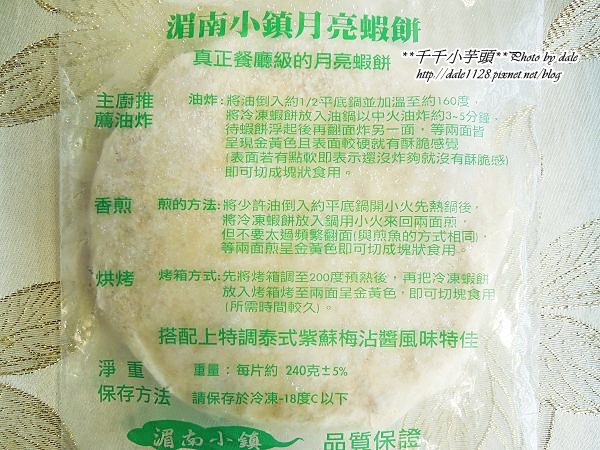 湄南小鎮月亮蝦餅
真正餐廳級的月亮蝦餅
**千千小芋頭** Photo by dale
http://dale1128.pixnet.net/blog
主廚推薦油炸
油炸:將油倒入約1/2平底鍋並加溫至約160度,
將冷凍蝦餅放入油鍋以中火油炸約3~5分鐘,
待蝦餅浮起後再翻面炸另一面,等兩面皆
呈現金黃色且表面較硬就有酥脆感覺
(表面若有點軟即表示還沒炸夠就沒有酥脆感)
即可切成塊狀食用。
香煎 煎的方法:將少許油倒入約平底鍋開小火先熱鍋後,
將冷凍蝦餅放入鍋用小火來回兩面煎,
但不要太過頻繁翻面(與煎魚的方式相同),
等兩面煎呈金黃色即可切成塊狀食用。
烘烤 烤箱方式:先將烤箱調至200度預熱後,再把冷凍蝦餅
放入烤箱烤至兩面呈金黃色,即可切塊食用
(所需時間較久)。
搭配上特調泰式紫蘇梅沾醬風味特佳
淨重 重量:每片約 240克±5%
保存方法 請保存於冷凍-18度C以下
湄南小鎮 品質保證